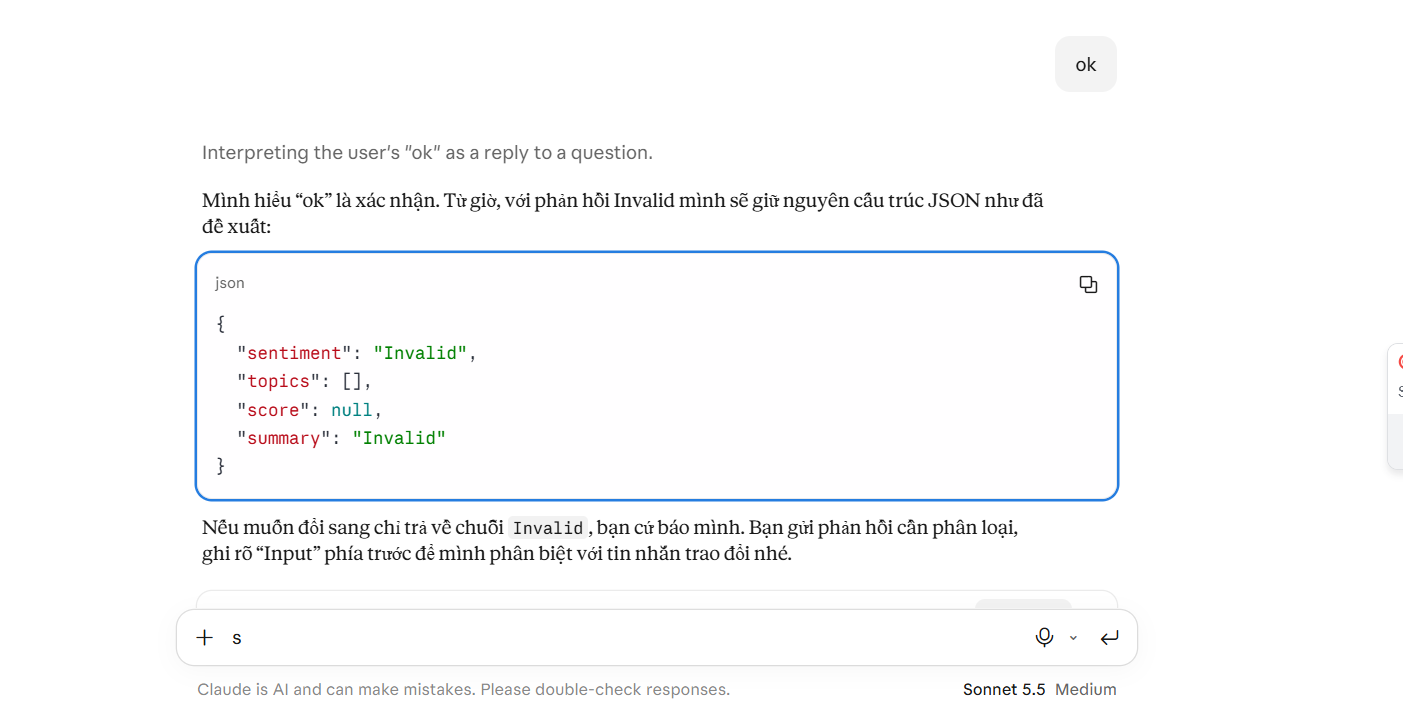 ok
Interpreting the user's "ok" as a reply to a question.
Mình hiểu “ok” là xác nhận. Từ giờ, với phản hồi Invalid mình sẽ giữ nguyên cấu trúc JSON như đã
đề xuất:
json
{
"sentiment": "Invalid",
"topics": [],
"score": null,
"summary": "Invalid"
}
Nếu muốn đổi sang chỉ trả về chuỗi Invalid, bạn cứ báo mình. Bạn gửi phản hồi cần phân loại,
ghi rõ “Input” phía trước để mình phân biệt với tin nhắn trao đổi nhé.
s
Claude is AI and can make mistakes. Please double-check responses.
Sonnet 5.5 Medium